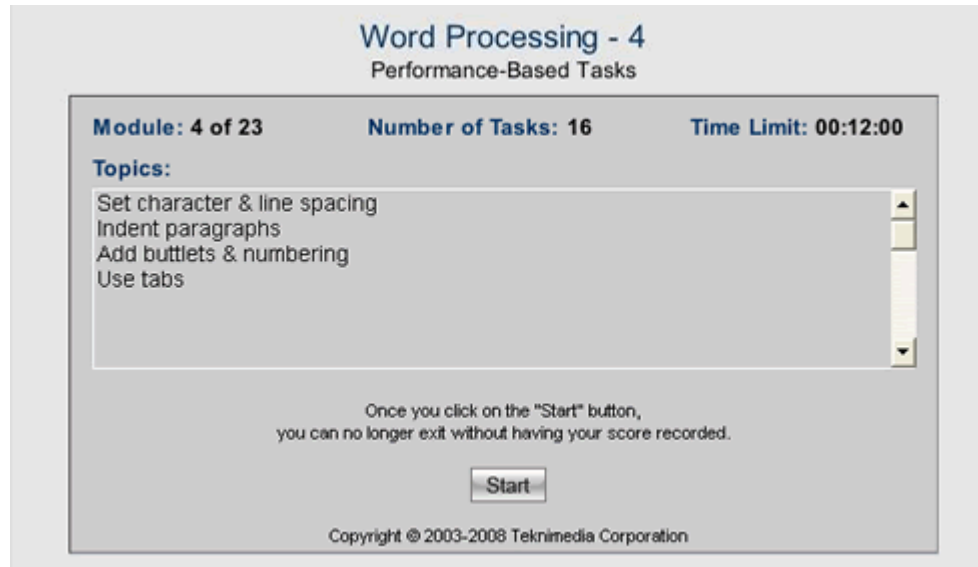 Word Processing - 4
Performance-Based Tasks
Module: 4 of 23 Number of Tasks: 16 Time Limit: 00:12:00
Topics:
Set character & line spacing
Indent paragraphs
Add buttlets & numbering
Use tabs
Once you click on the "Start" button,
you can no longer exit without having your score recorded.
Start
Copyright © 2003-2008 Teknimedia Corporation